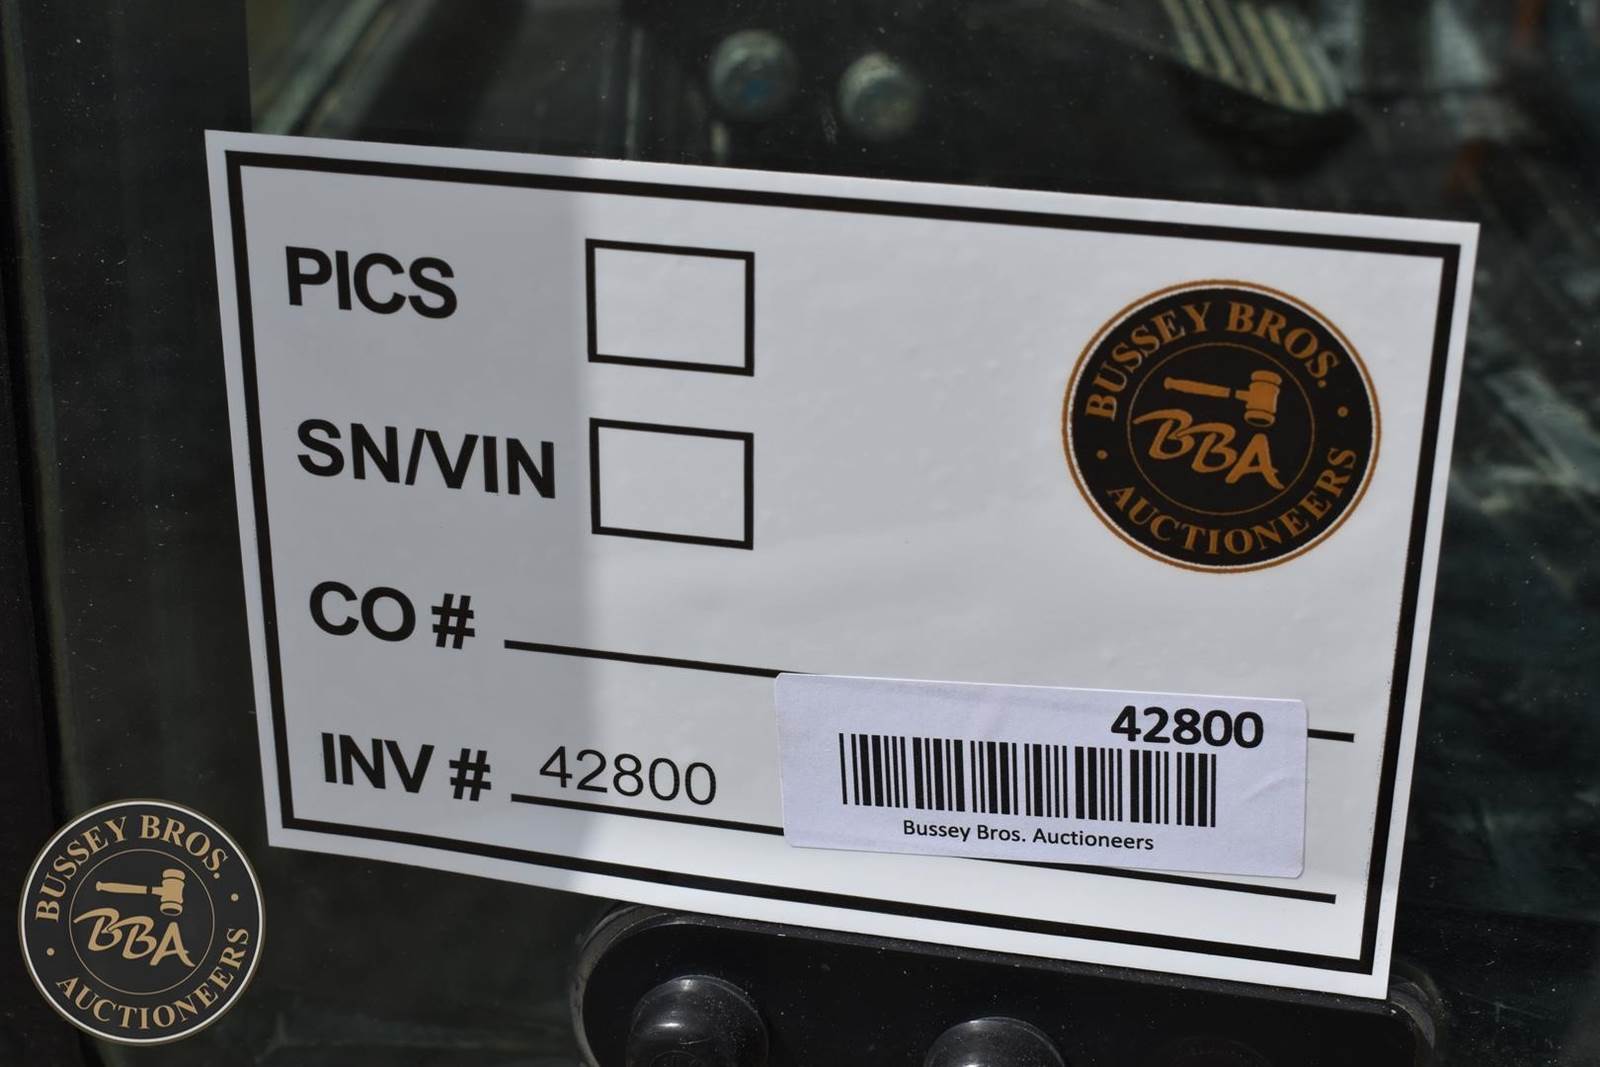 PICS
SN/VIN
CO #
INV # 42800
BUSSEY BROS.
BBA
AUCTIONEERS
42800
Bussey Bros. Auctioneers
BUSSEY BROS.
BBA
AUCTIONEERS